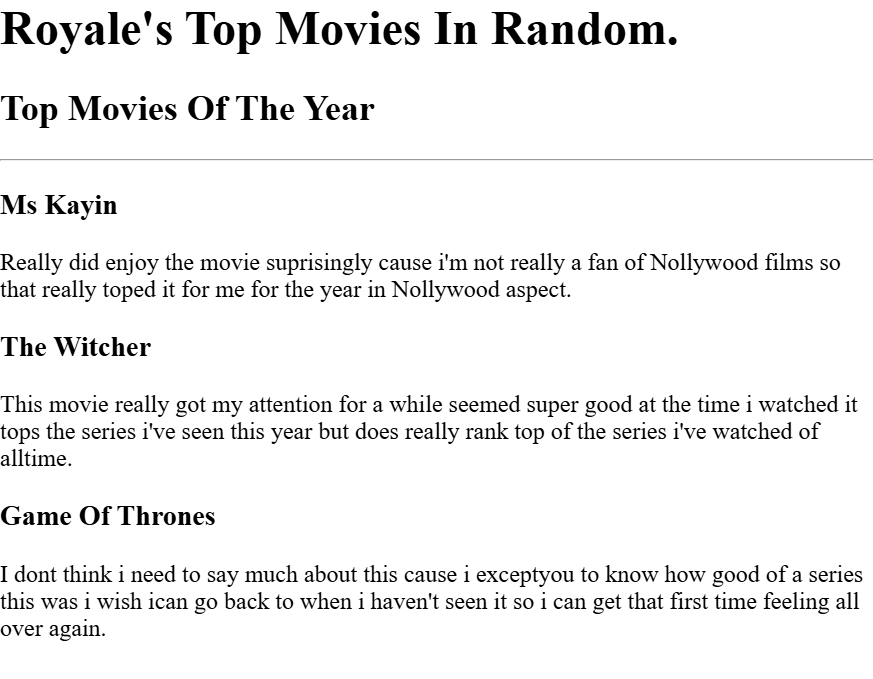 Royale's Top Movies In Random.
Top Movies Of The Year
Ms Kayin
Really did enjoy the movie suprisingly cause i'm not really a fan of Nollywood films so
that really toped it for me for the year in Nollywood aspect.
The Witcher
This movie really got my attention for a while seemed super good at the time i watched it
tops the series i've seen this year but does really rank top of the series i've watched of
alltime.
Game Of Thrones
I dont think i need to say much about this cause i exceptyou to know how good of a series
this was i wish ican go back to when i haven't seen it so i can get that first time feeling all
over again.